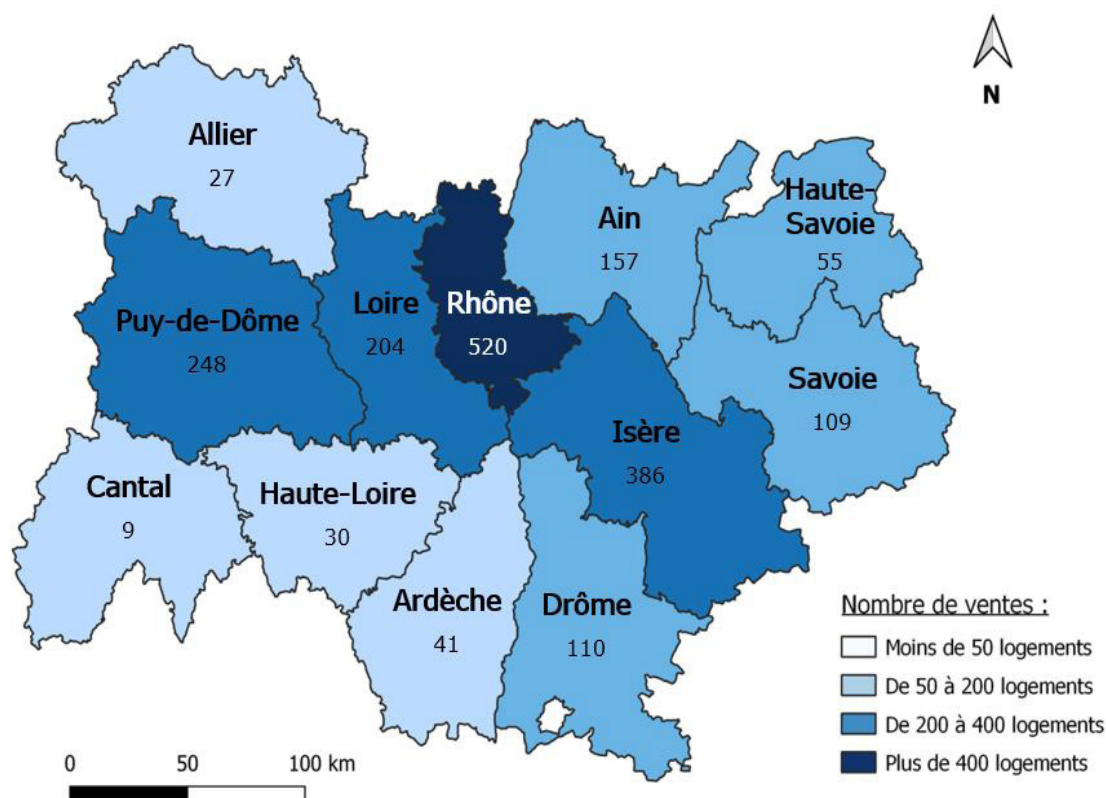 N
Allier
27
Haute-
Savoie
55
Ain
157
Puy-de-Dôme
248
Loire
204
Rhône
520
Savoie
109
Isère
386
Cantal
9
Haute-Loire
30
Ardèche
41
Drôme
110
Nombre de ventes :
Moins de 50 logements
De 50 à 200 logements
De 200 à 400 logements
Plus de 400 logements
0 50 100 km